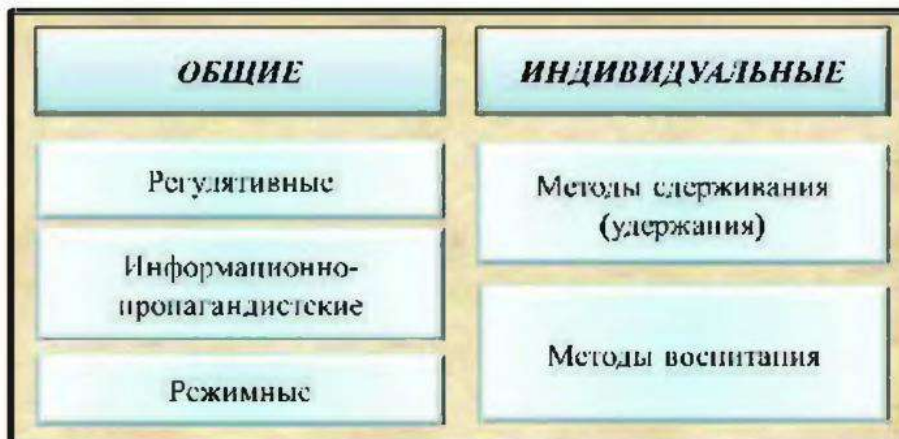 ОБЩИЕ
Регулятивные
Информационно-
пропагандистские
Режимные
ИНДИВИДУАЛЬНЫЕ
Методы сдерживания
(удержания)
Методы воспитания